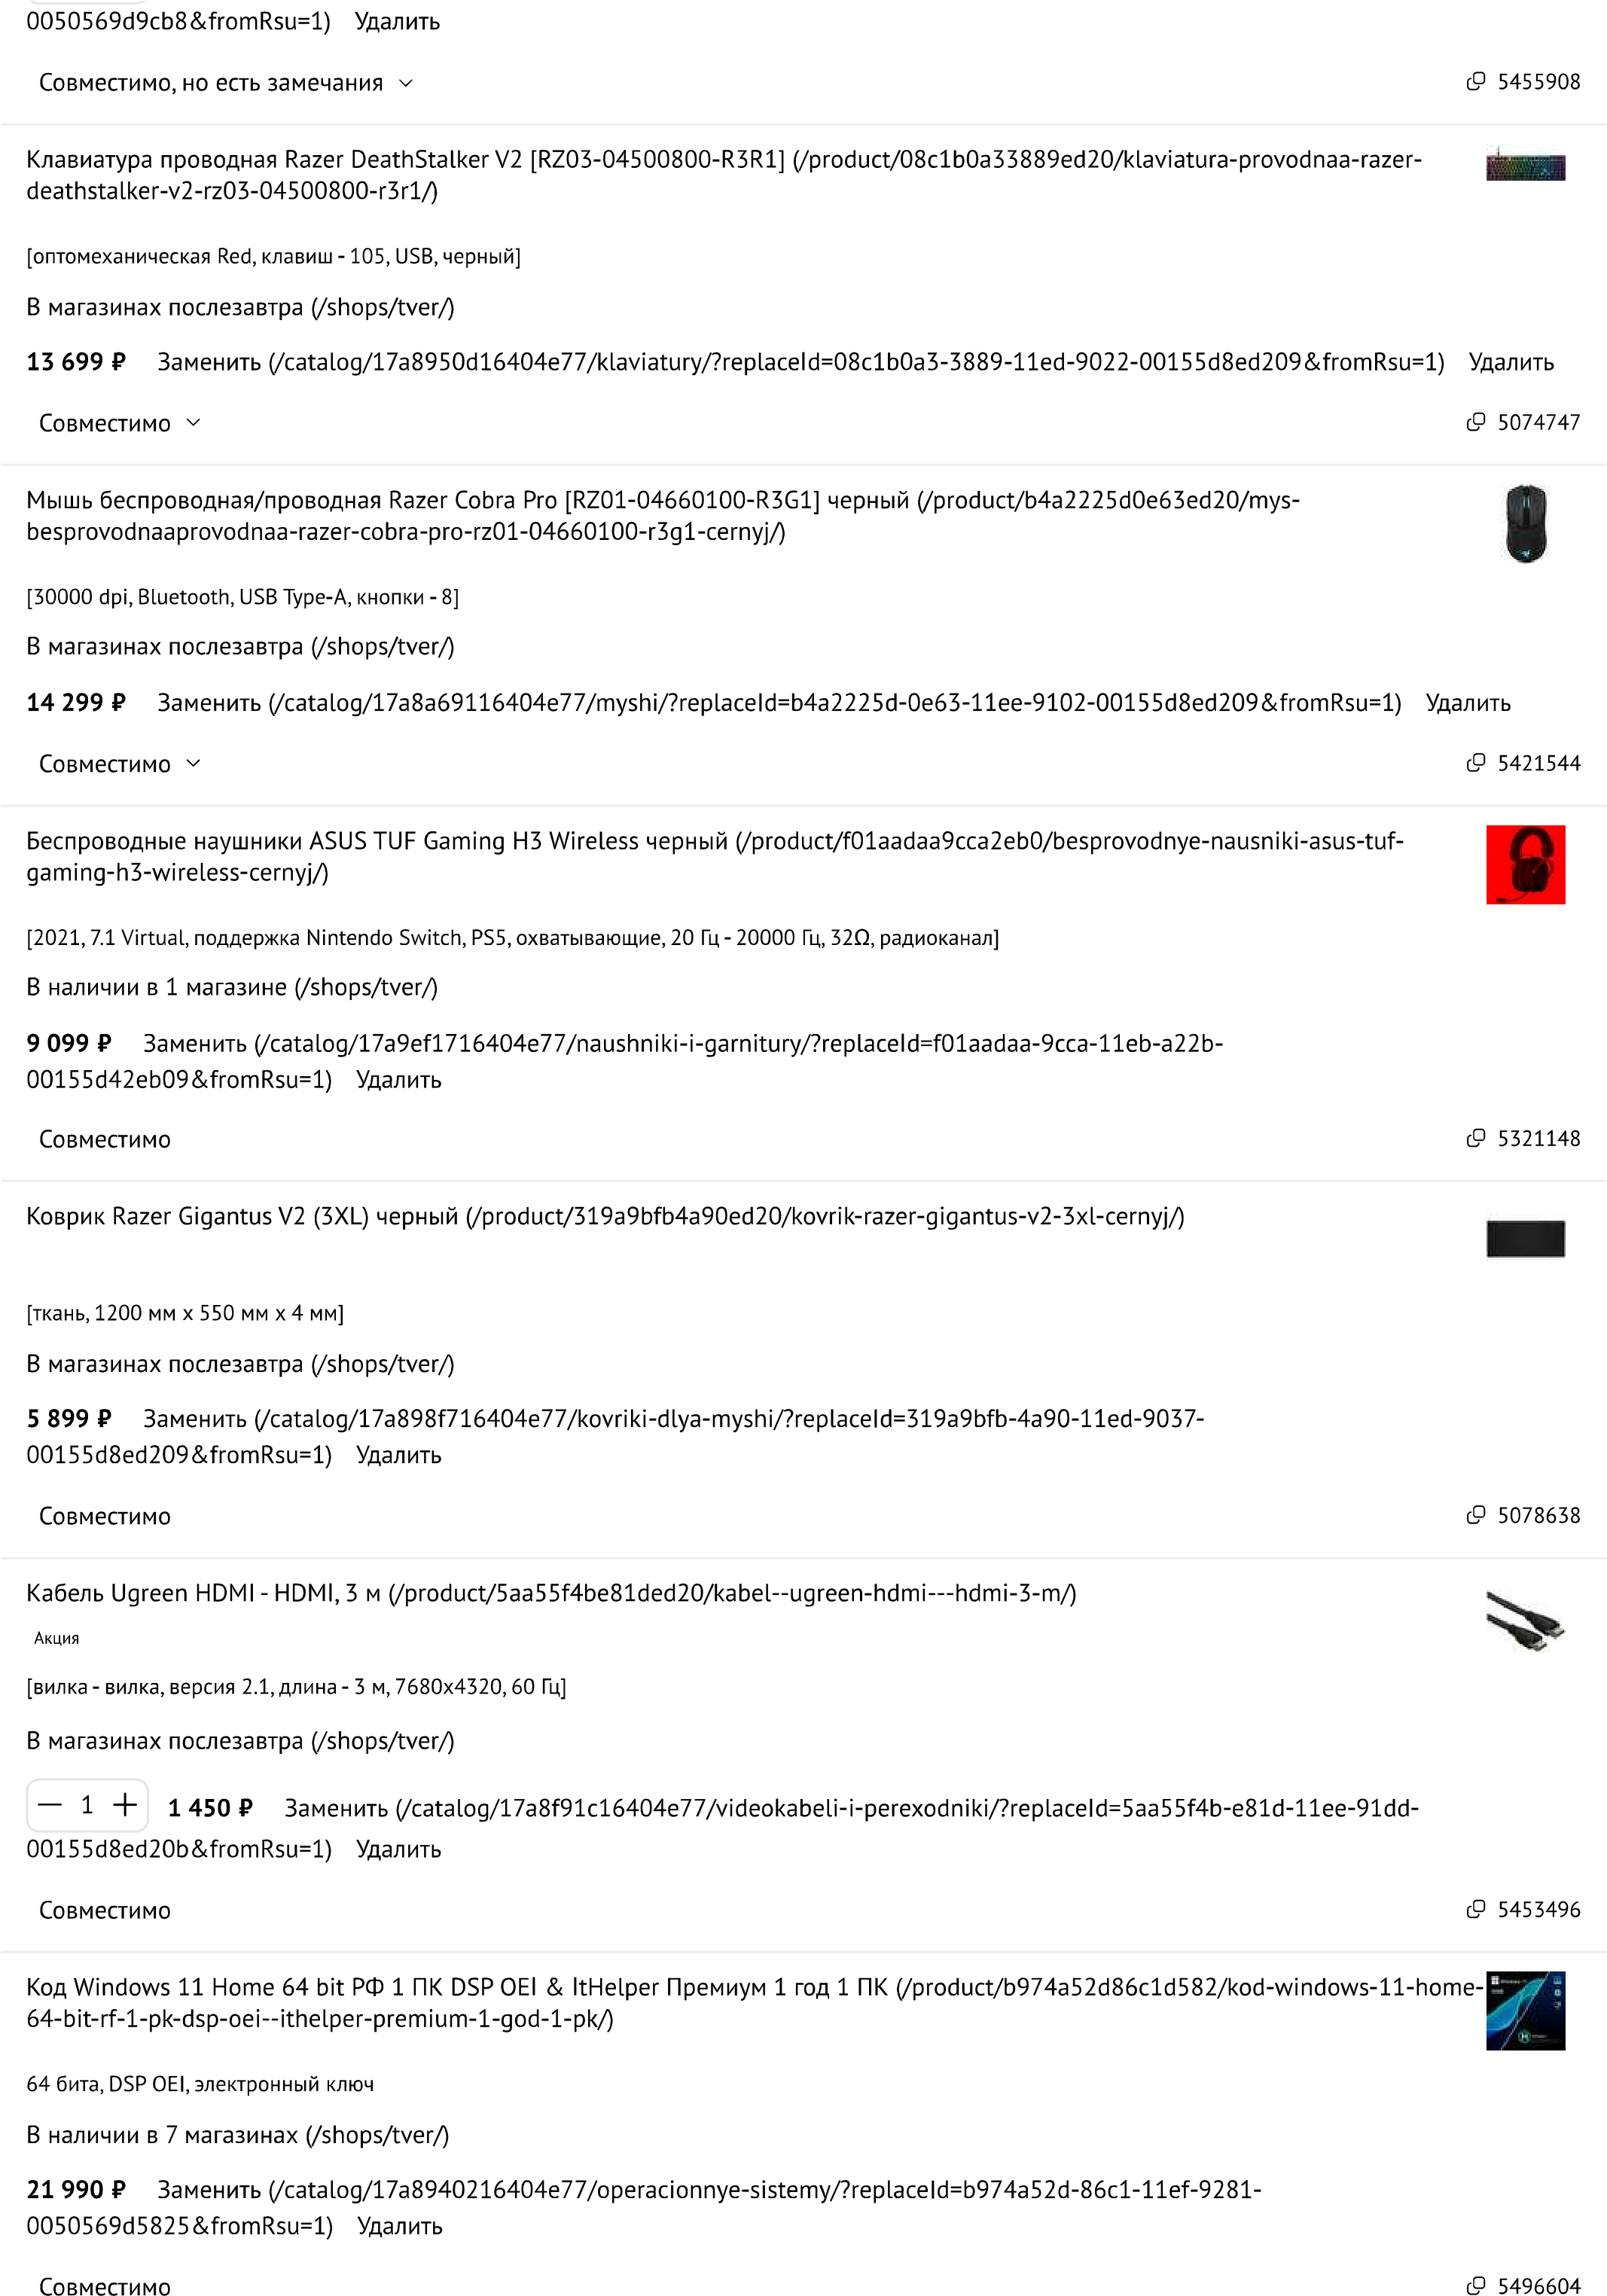 0050569d9cb8&fromRsu=1) Удалить
Совместимо, но есть замечания 5455908
Клавиатура проводная Razer DeathStalker V2 [RZ03-04500800-R3R1] (/product/08c1b0a33889ed20/klaviatura-provodnaa-razer-
deathstalker-v2-rz03-04500800-r3r1/)
[оптомеханическая Red, клавиш - 105, USB, черный]
В магазинах послезавтра (/shops/tver/)
13 699 ₽ Заменить (/catalog/17a8950d16404e77/klaviatury/?replaceId=08c1b0a3-3889-11ed-9022-00155d8ed209&fromRsu=1) Удалить
Совместимо 5074747
Мышь беспроводная/проводная Razer Cobra Pro [RZ01-04660100-R3G1] черный (/product/b4a2225d0e63ed20/mys-
besprovodnaaprovodnaa-razer-cobra-pro-rz01-04660100-r3g1-cernyj/)
[30000 dpi, Bluetooth, USB Type-A, кнопки - 8]
В магазинах послезавтра (/shops/tver/)
14 299 ₽ Заменить (/catalog/17a8a69116404e77/myshi/?replaceId=b4a2225d-0e63-11ee-9102-00155d8ed209&fromRsu=1) Удалить
Совместимо 5421544
Беспроводные наушники ASUS TUF Gaming H3 Wireless черный (/product/f01aadaa9cca2eb0/besprovodnye-nausniki-asus-tuf-
gaming-h3-wireless-cernyj/)
[2021, 7.1 Virtual, поддержка Nintendo Switch, PS5, охватывающие, 20 Гц - 20000 Гц, 32Ω, радиоканал]
В наличии в 1 магазине (/shops/tver/)
9 099 ₽ Заменить (/catalog/17a9ef1716404e77/naushniki-i-garnitury/?replaceId=f01aadaa-9cca-11eb-a22b-
00155d42eb09&fromRsu=1) Удалить
Совместимо 5321148
Коврик Razer Gigantus V2 (3XL) черный (/product/319a9bfb4a90ed20/kovrik-razer-gigantus-v2-3xl-cernyj/)
[ткань, 1200 мм x 550 мм x 4 мм]
В магазинах послезавтра (/shops/tver/)
5 899 ₽ Заменить (/catalog/17a898f716404e77/kovriki-dlya-myshi/?replaceId=319a9bfb-4a90-11ed-9037-
00155d8ed209&fromRsu=1) Удалить
Совместимо 5078638
Кабель Ugreen HDMI - HDMI, 3 м (/product/5aa55f4be81ded20/kabel--ugreen-hdmi---hdmi-3-m/)
Акция
[вилка - вилка, версия 2.1, длина - 3 м, 7680x4320, 60 Гц]
В магазинах послезавтра (/shops/tver/)
— 1 + 1 450 ₽ Заменить (/catalog/17a8f91c16404e77/videokabeli-i-perexodniki/?replaceId=5aa55f4b-e81d-11ee-91dd-
00155d8ed20b&fromRsu=1) Удалить
Совместимо 5453496
Код Windows 11 Home 64 bit РФ 1 ПК DSP OEI & ItHelper Премиум 1 год 1 ПК (/product/b974a52d86c1d582/kod-windows-11-home-
64-bit-rf-1-pk-dsp-oei--ithelper-premium-1-god-1-pk/)
64 бита, DSP OEI, электронный ключ
В наличии в 7 магазинах (/shops/tver/)
21 990 ₽ Заменить (/catalog/17a8940216404e77/operacionnye-sistemy/?replaceId=b974a52d-86c1-11ef-9281-
0050569d5825&fromRsu=1) Удалить
Совместимо 5496604